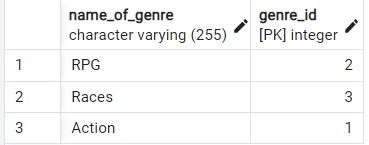 name_of_genre genre_id
character varying (255) [PK] integer
1 RPG 2
2 Races 3
3 Action 1